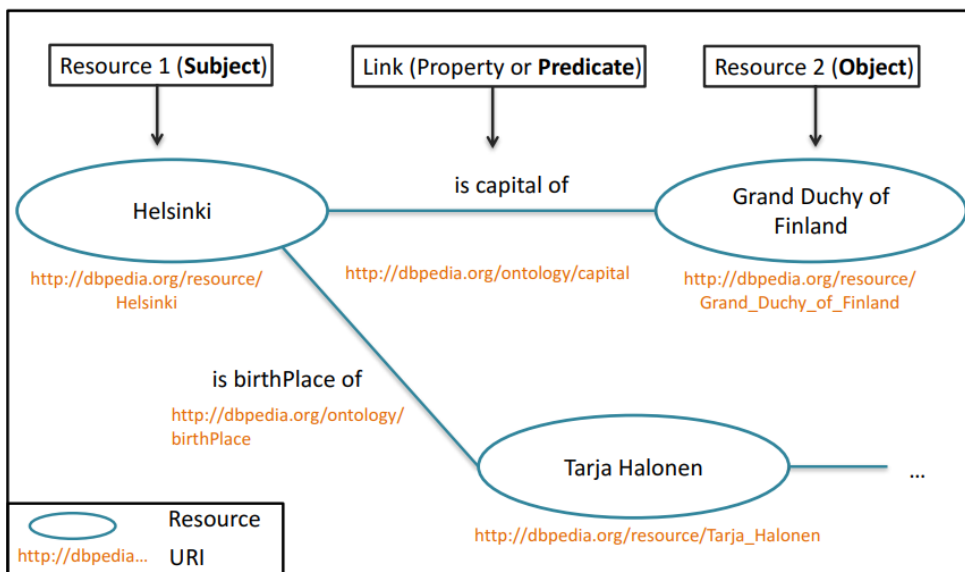 Resource 1 (Subject)
Link (Property or Predicate)
Resource 2 (Object)
is capital of
Helsinki
Grand Duchy of
Finland
http://dbpedia.org/resource/
Helsinki
http://dbpedia.org/ontology/capital
http://dbpedia.org/resource/
Grand_Duchy_of_Finland
is birthPlace of
http://dbpedia.org/ontology/
birthPlace
Tarja Halonen
...
http://dbpedia.org/resource/Tarja_Halonen
Resource
http://dbpedia...
URI